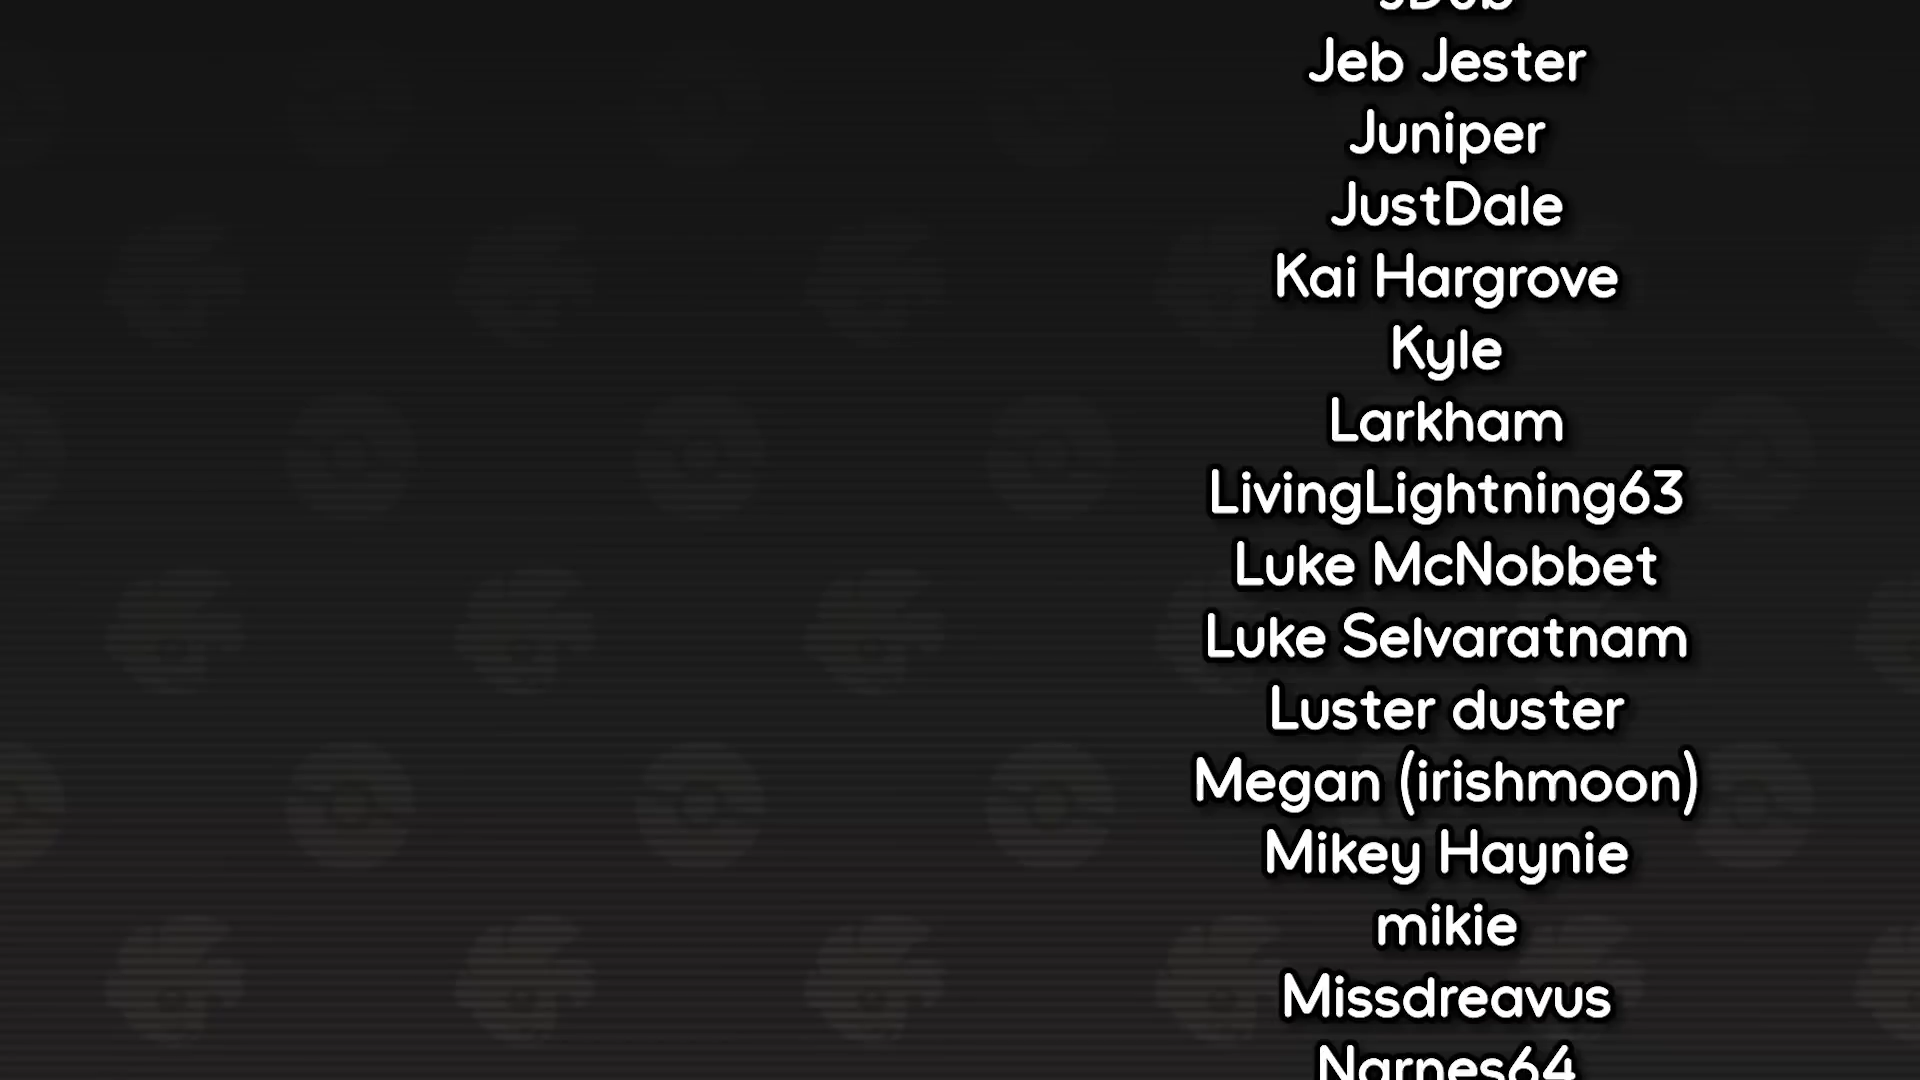 Jeb Jester
Juniper
JustDale
Kai Hargrove
Kyle
Larkham
LivingLightning63
Luke McNobbet
Luke Selvaratnam
Luster duster
Megan (irishmoon)
Mikey Haynie
mikie
Missdreavus
Narnes64